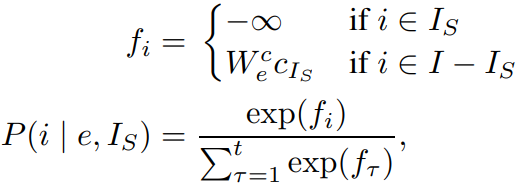 f_i = { −∞ if i ∈ I_S
W_e^c c_{I_S} if i ∈ I − I_S
P(i | e, I_S) = exp(f_i) / ∑_{τ=1}^t exp(f_τ),